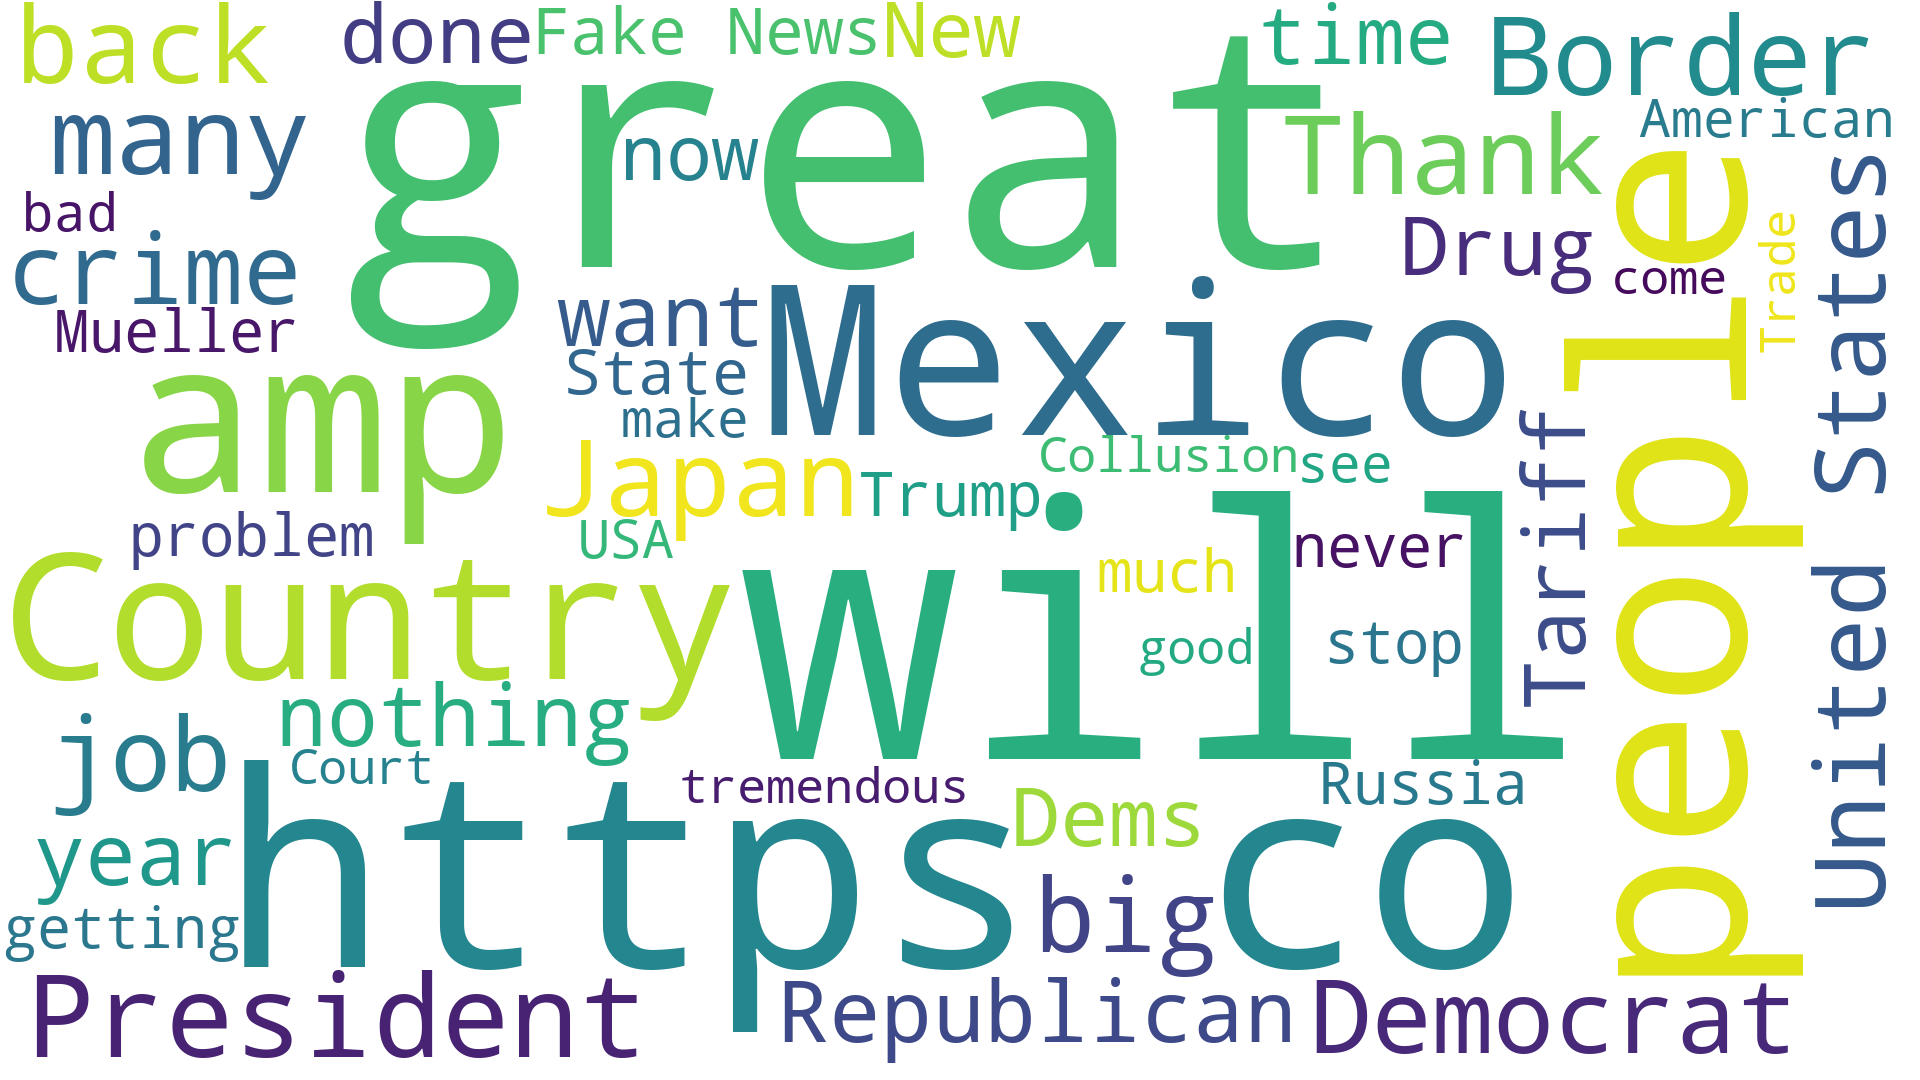 back
done
Fake News
New
time
Border
many
great
now
Thank
American
bad
crime
Drug
come
Trade
Mueller
want
Mexico
people
United States
State
make
amp
Japan
Trump
Collusion
see
Tariff
problem
USA
much
never
Country
will
good
stop
nothing
job
Court
https co
tremendous
Russia
year
Dems
getting
big
President
Republican
Democrat